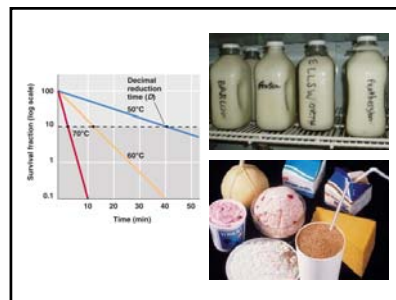 Decimal
reduction
time (D)
50°C
100
10
1
0.1
70°C
60°C
Survival fraction (log scale)
10
20
30
40
50
Time (min)